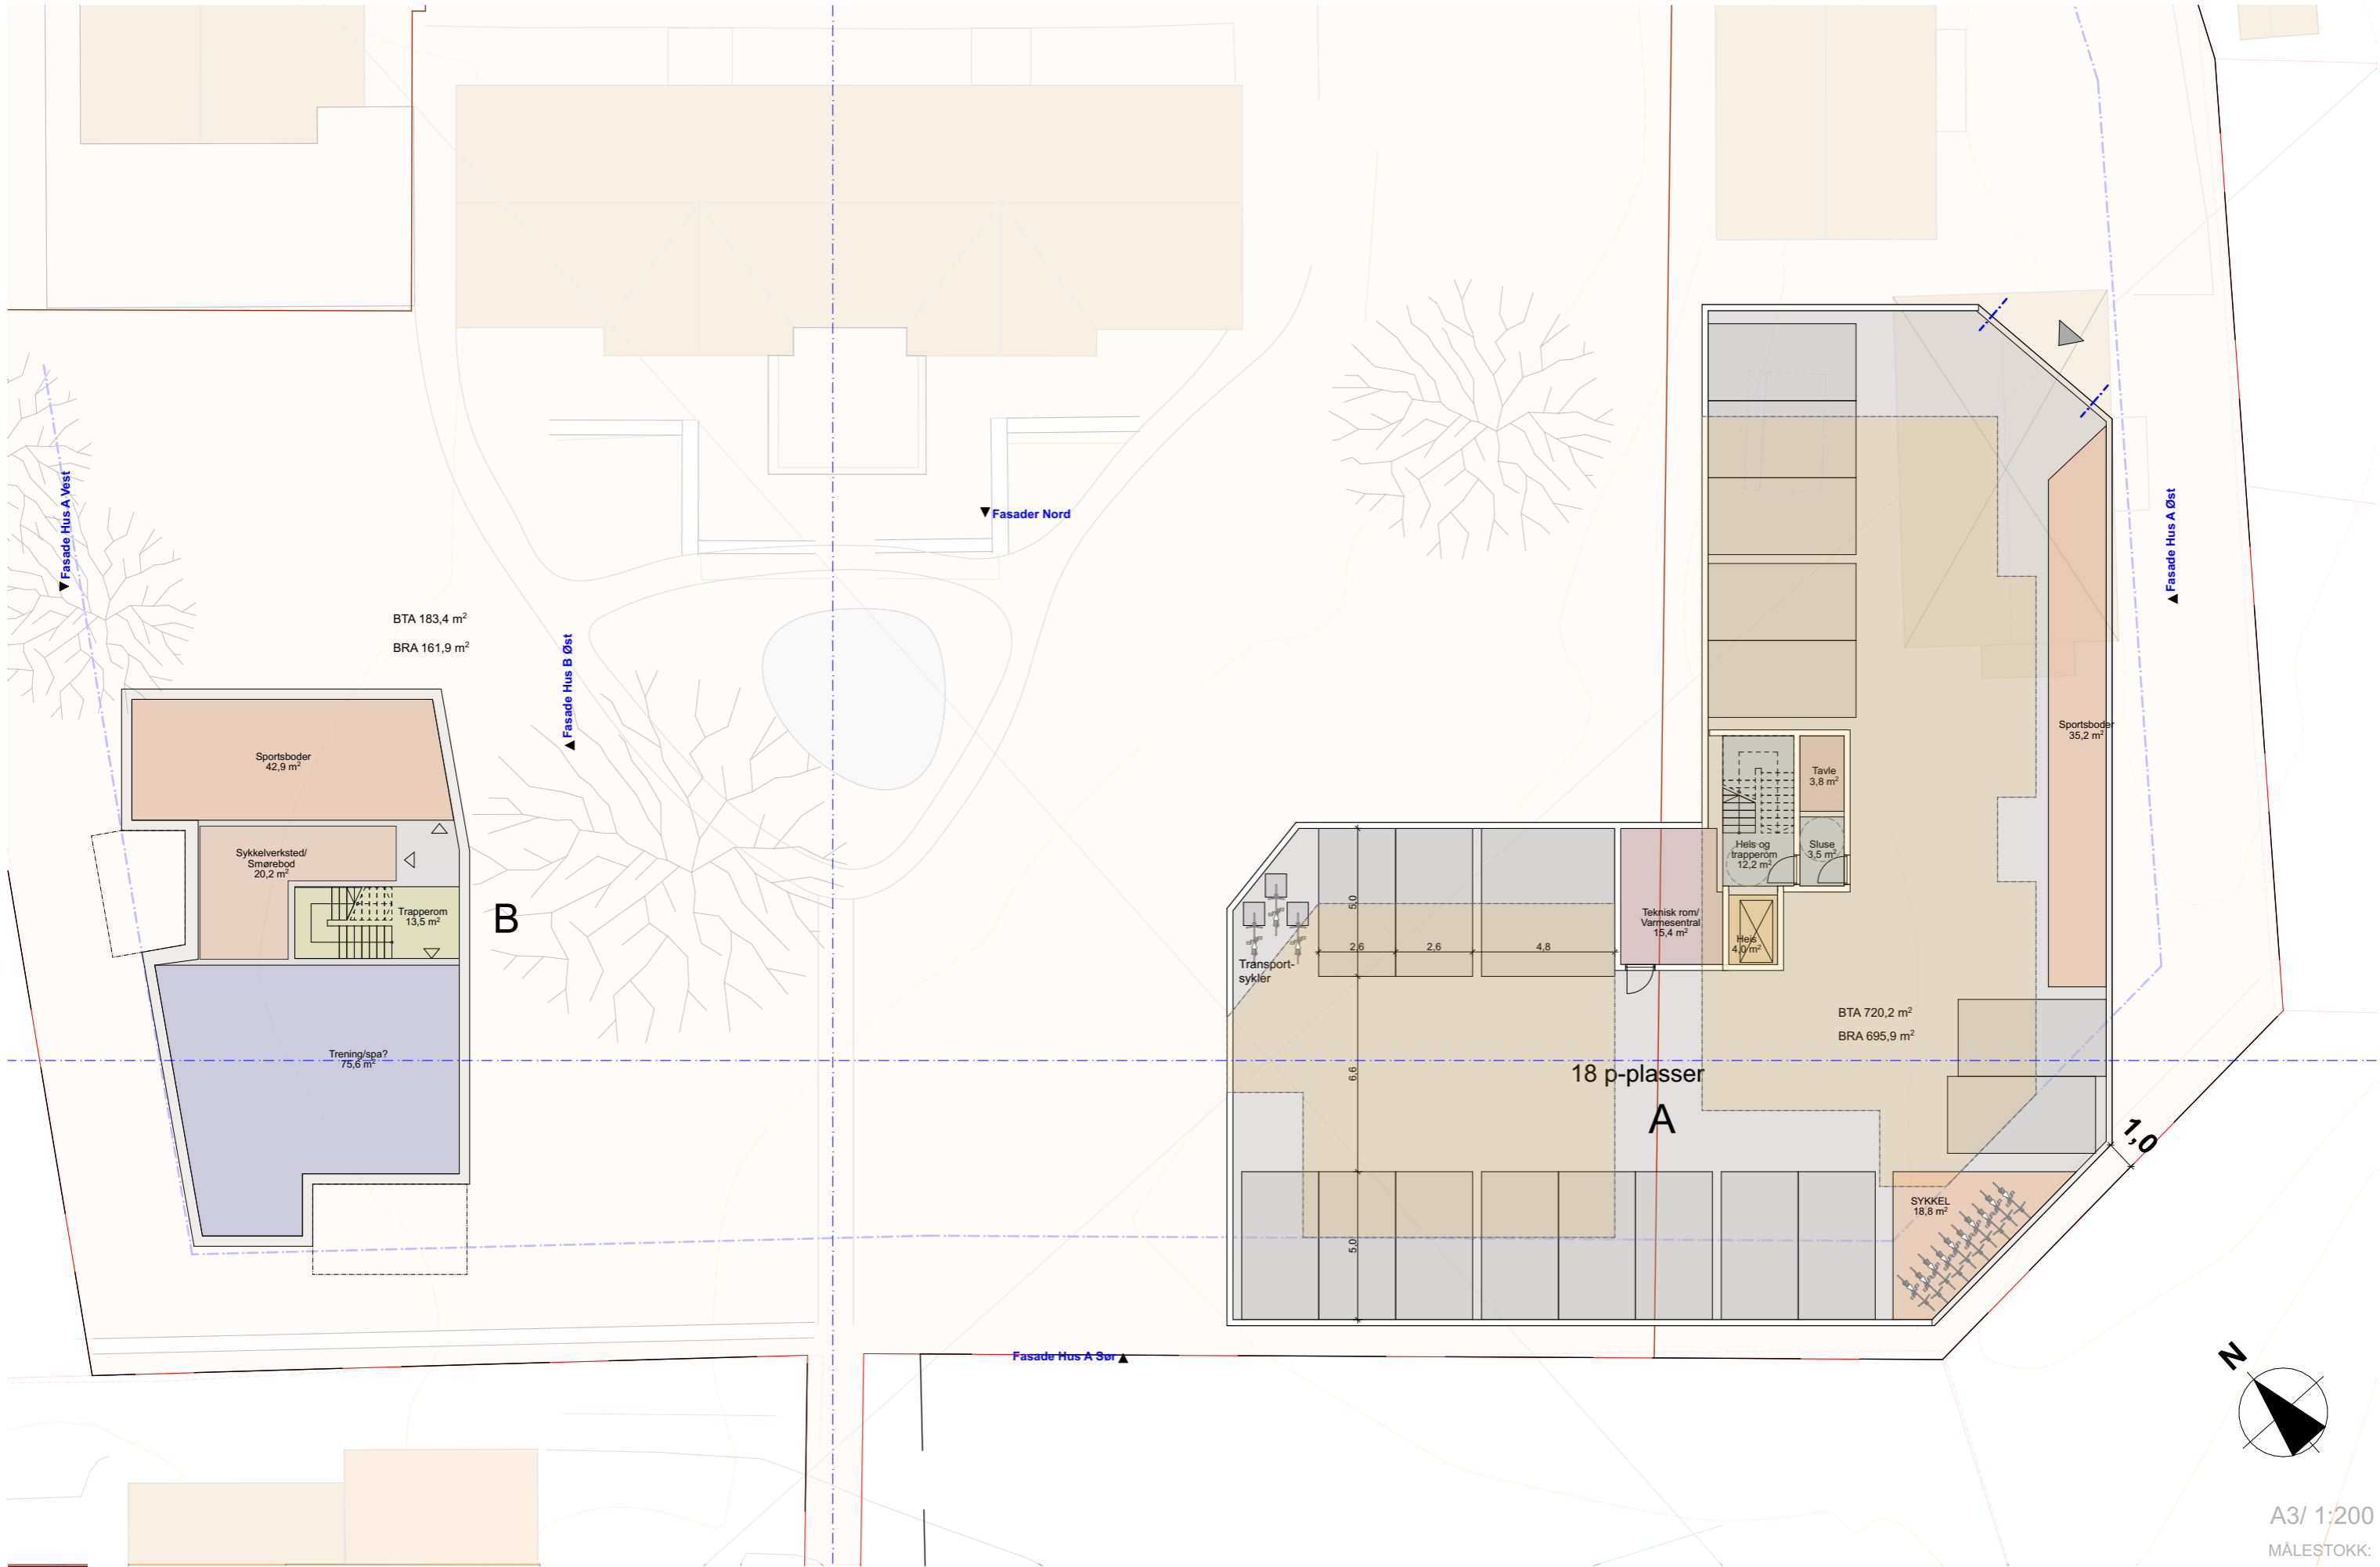 Fasade Hus A Vest
Fasader Nord
Fasade Hus A Øst
BTA 183,4 m²
BRA 161,9 m²
Fasade Hus B Øst
Sportsboder
42,9 m²
Sykkelverksted/
Smørebod
20,2 m²
Trapperom
13,5 m²
B
Trening/spa?
75,6 m²
Sportsboder
35,2 m²
Tavle
3,8 m²
Heis og
trapperom
12,2 m²
Sluse
3,5 m²
Teknisk rom/
Varmesentral
15,4 m²
Heis
4,0 m²
5,0
2,6
2,6
4,8
Transport-
sykler
BTA 720,2 m²
BRA 695,9 m²
6,6
18 p-plasser
A
1,0
SYKKEL
18,8 m²
5,0
Fasade Hus A Sør
N
A3/ 1:200
MÅLESTOKK: